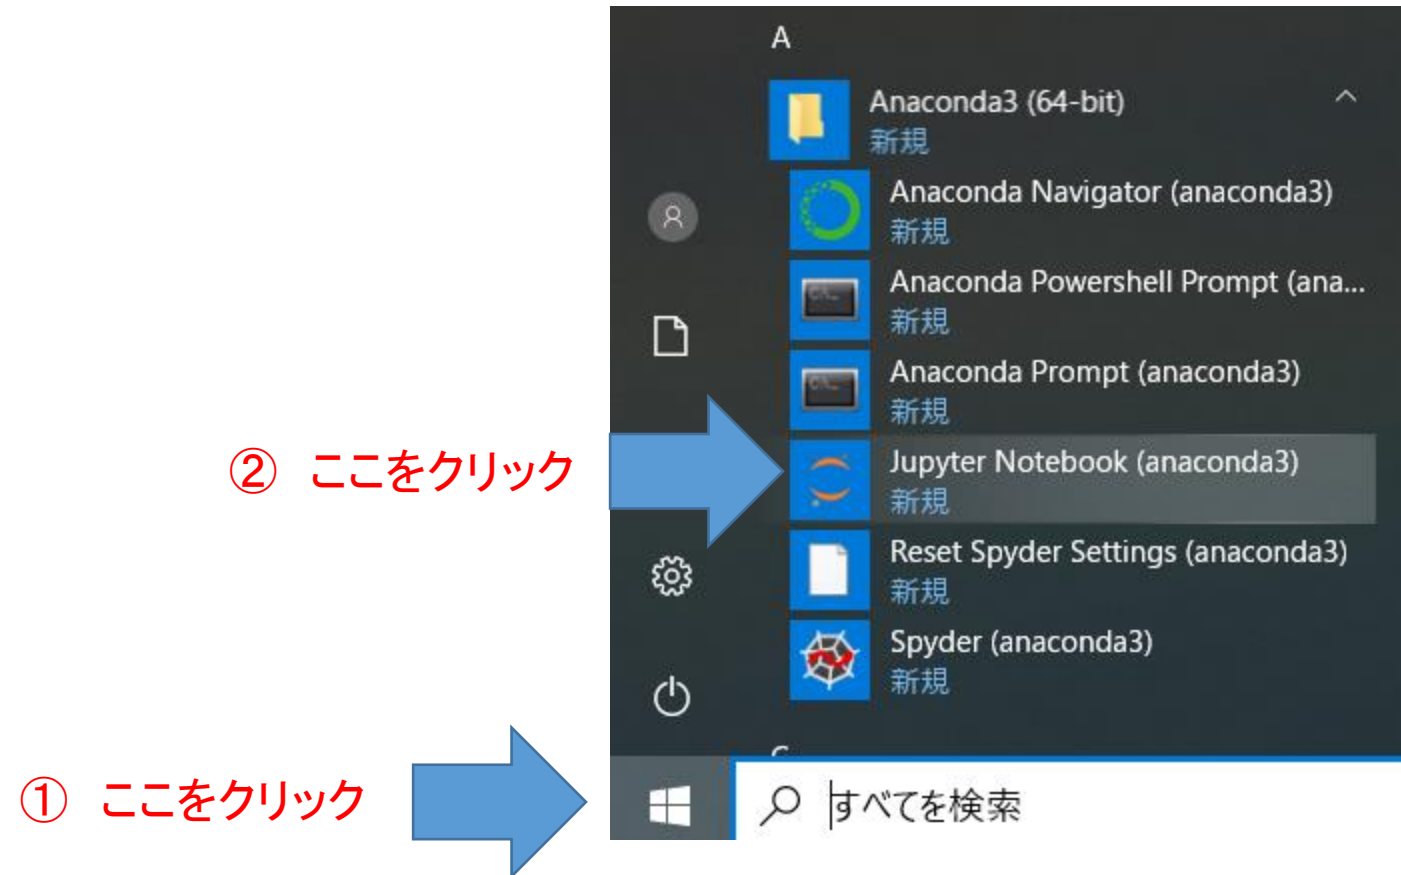 A
Anaconda3 (64-bit)
新規
Anaconda Navigator (anaconda3)
新規
Anaconda Powershell Prompt (ana...
新規
Anaconda Prompt (anaconda3)
新規
② ここをクリック
Jupyter Notebook (anaconda3)
新規
Reset Spyder Settings (anaconda3)
新規
Spyder (anaconda3)
新規
① ここをクリック
すべてを検索